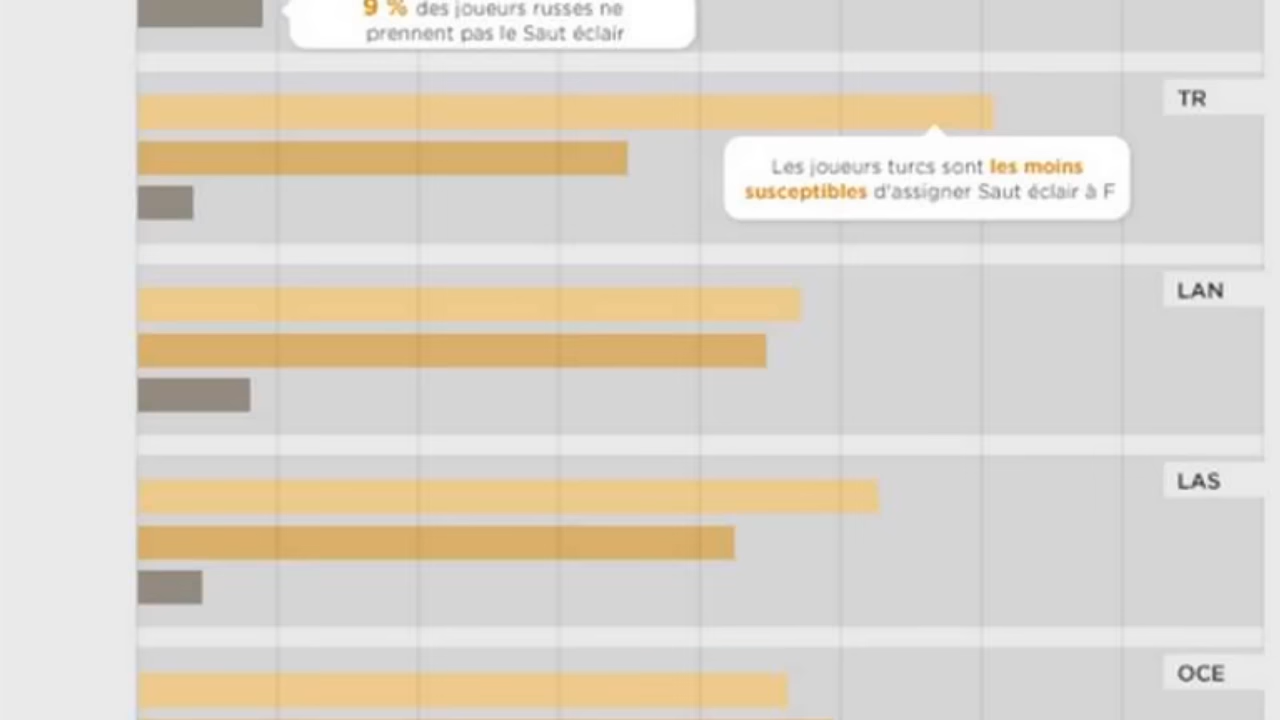 9 % des joueurs russes ne
prennent pas le Saut éclair
TR
Les joueurs turcs sont les moins
susceptibles d'assigner Saut éclair à F
LAN
LAS
OCE